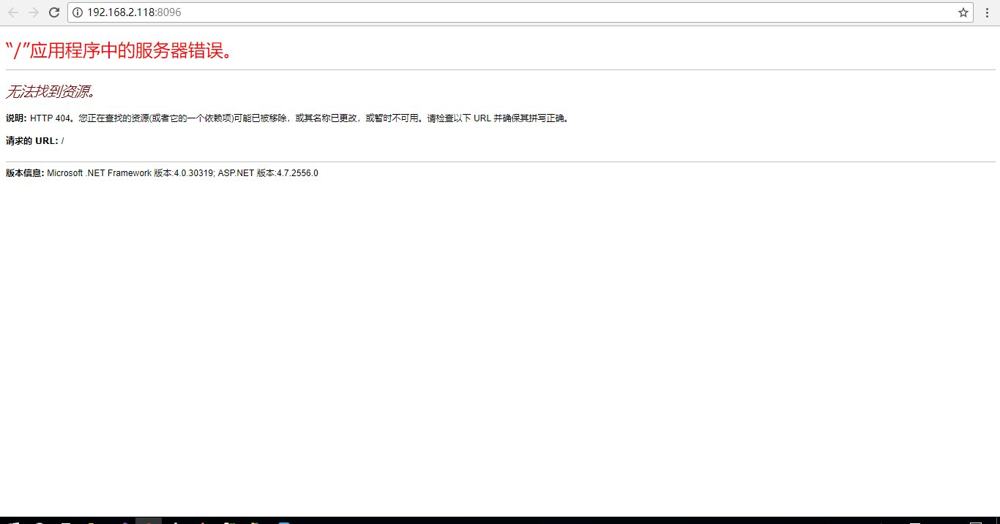 192.168.2.118:8096
“/”应用程序中的服务器错误。
无法找到资源。
说明: HTTP 404。您正在查找的资源(或者它的一个依赖项)可能已被移除，或其名称已更改，或暂时不可用。请检查以下 URL 并确保其拼写正确。
请求的 URL: /
版本信息: Microsoft .NET Framework 版本:4.0.30319; ASP.NET 版本:4.7.2556.0